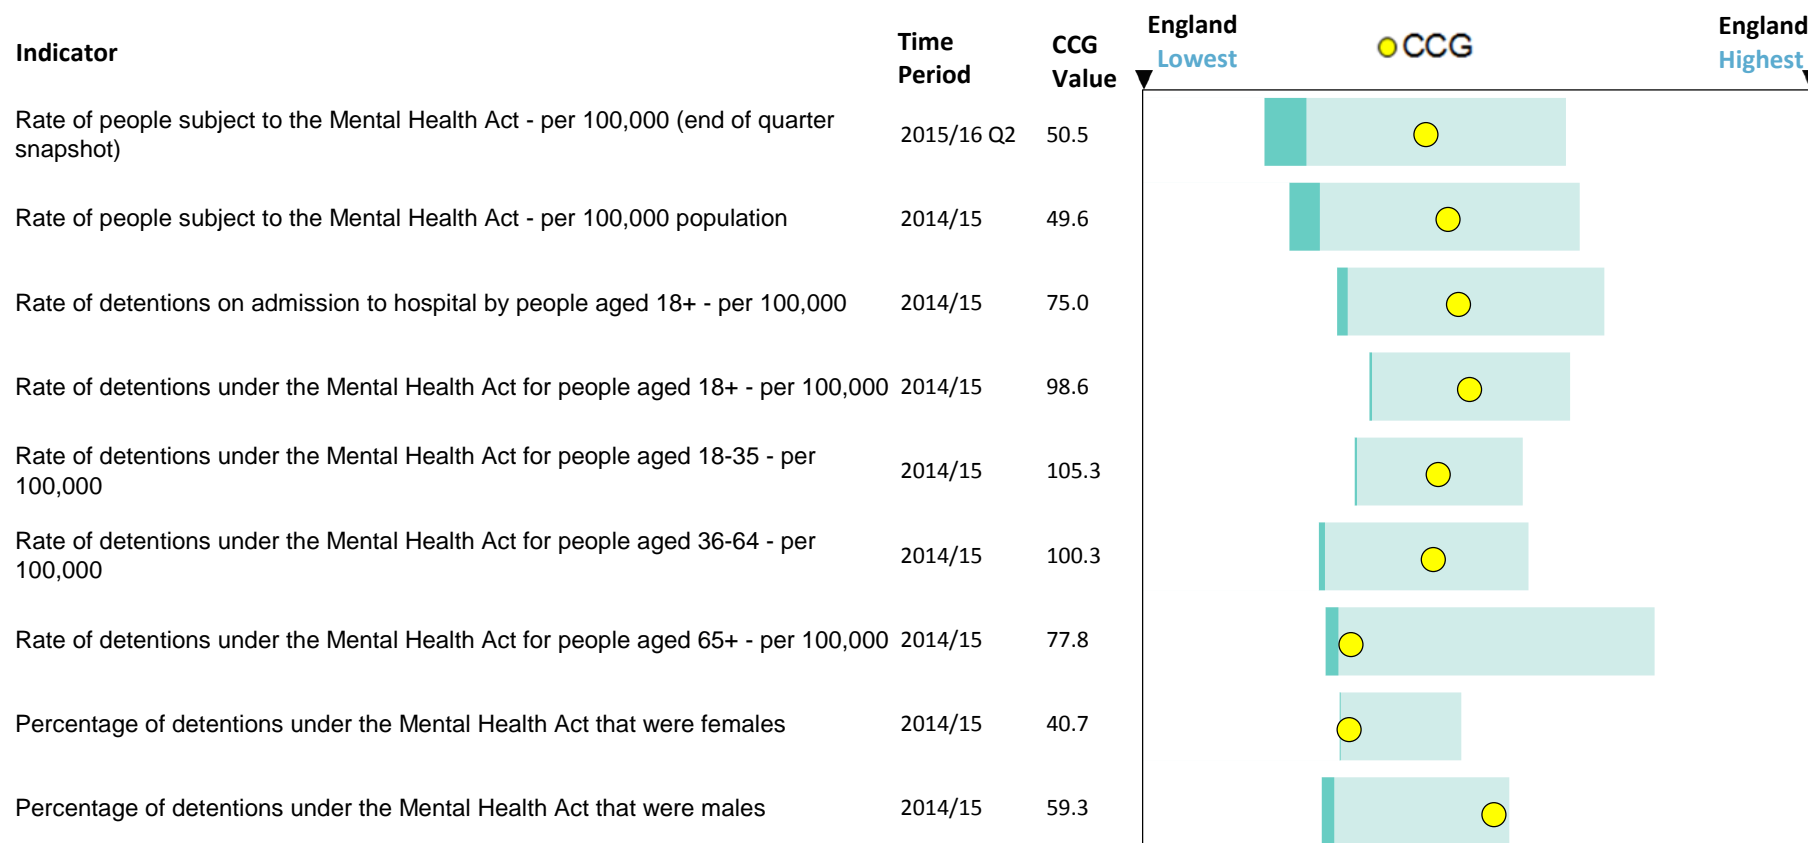 Indicator
Time Period
CCG Value
England Lowest
CCG
England Highest
Rate of people subject to the Mental Health Act - per 100,000 (end of quarter
snapshot)
2015/16 Q2
50.5
Rate of people subject to the Mental Health Act - per 100,000 population
2014/15
49.6
Rate of detentions on admission to hospital by people aged 18+ - per 100,000
2014/15
75.0
Rate of detentions under the Mental Health Act for people aged 18+ - per 100,000
2014/15
98.6
Rate of detentions under the Mental Health Act for people aged 18-35 - per
100,000
2014/15
105.3
Rate of detentions under the Mental Health Act for people aged 36-64 - per
100,000
2014/15
100.3
Rate of detentions under the Mental Health Act for people aged 65+ - per 100,000
2014/15
77.8
Percentage of detentions under the Mental Health Act that were females
2014/15
40.7
Percentage of detentions under the Mental Health Act that were males
2014/15
59.3